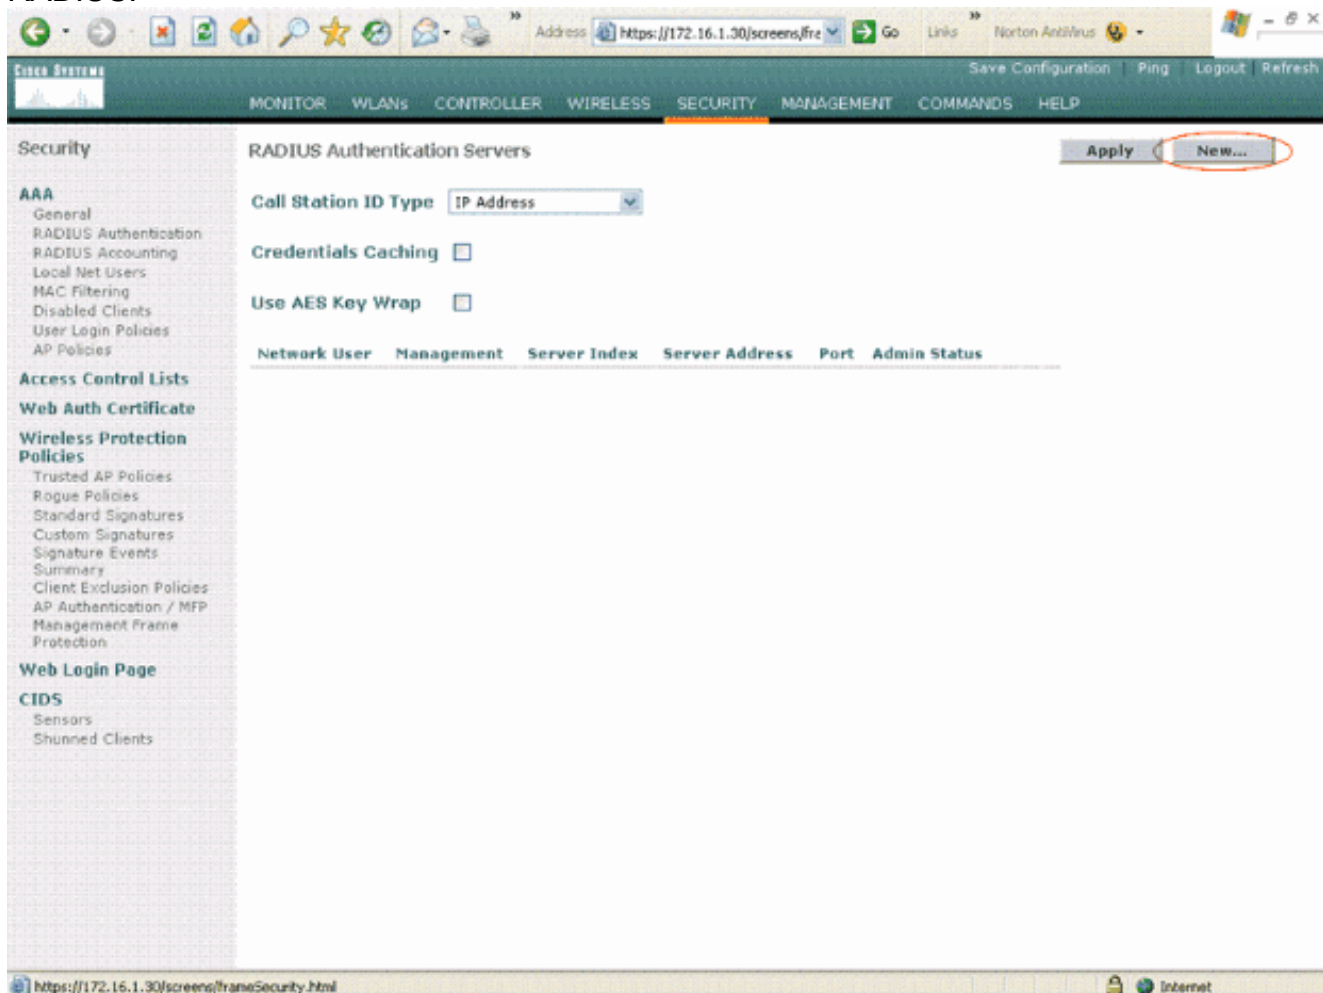 RADIUS.
»
Address https://172.16.1.30/screens/fra Go Links » Norton AntiVirus
CISCO SYSTEMS
Save Configuration | Ping | Logout | Refresh
MONITOR WLANs CONTROLLER WIRELESS SECURITY MANAGEMENT COMMANDS HELP
Security
RADIUS Authentication Servers
Apply
New...
Call Station ID Type IP Address
Credentials Caching
Use AES Key Wrap
Network User Management Server Index Server Address Port Admin Status
AAA
General
RADIUS Authentication
RADIUS Accounting
Local Net Users
MAC Filtering
Disabled Clients
User Login Policies
AP Policies
Access Control Lists
Web Auth Certificate
Wireless Protection
Policies
Trusted AP Policies
Rogue Policies
Standard Signatures
Custom Signatures
Signature Events
Summary
Client Exclusion Policies
AP Authentication / MFP
Management Frame
Protection
Web Login Page
CIDS
Sensors
Shunned Clients
https://172.16.1.30/screens/frameSecurity.html
Internet